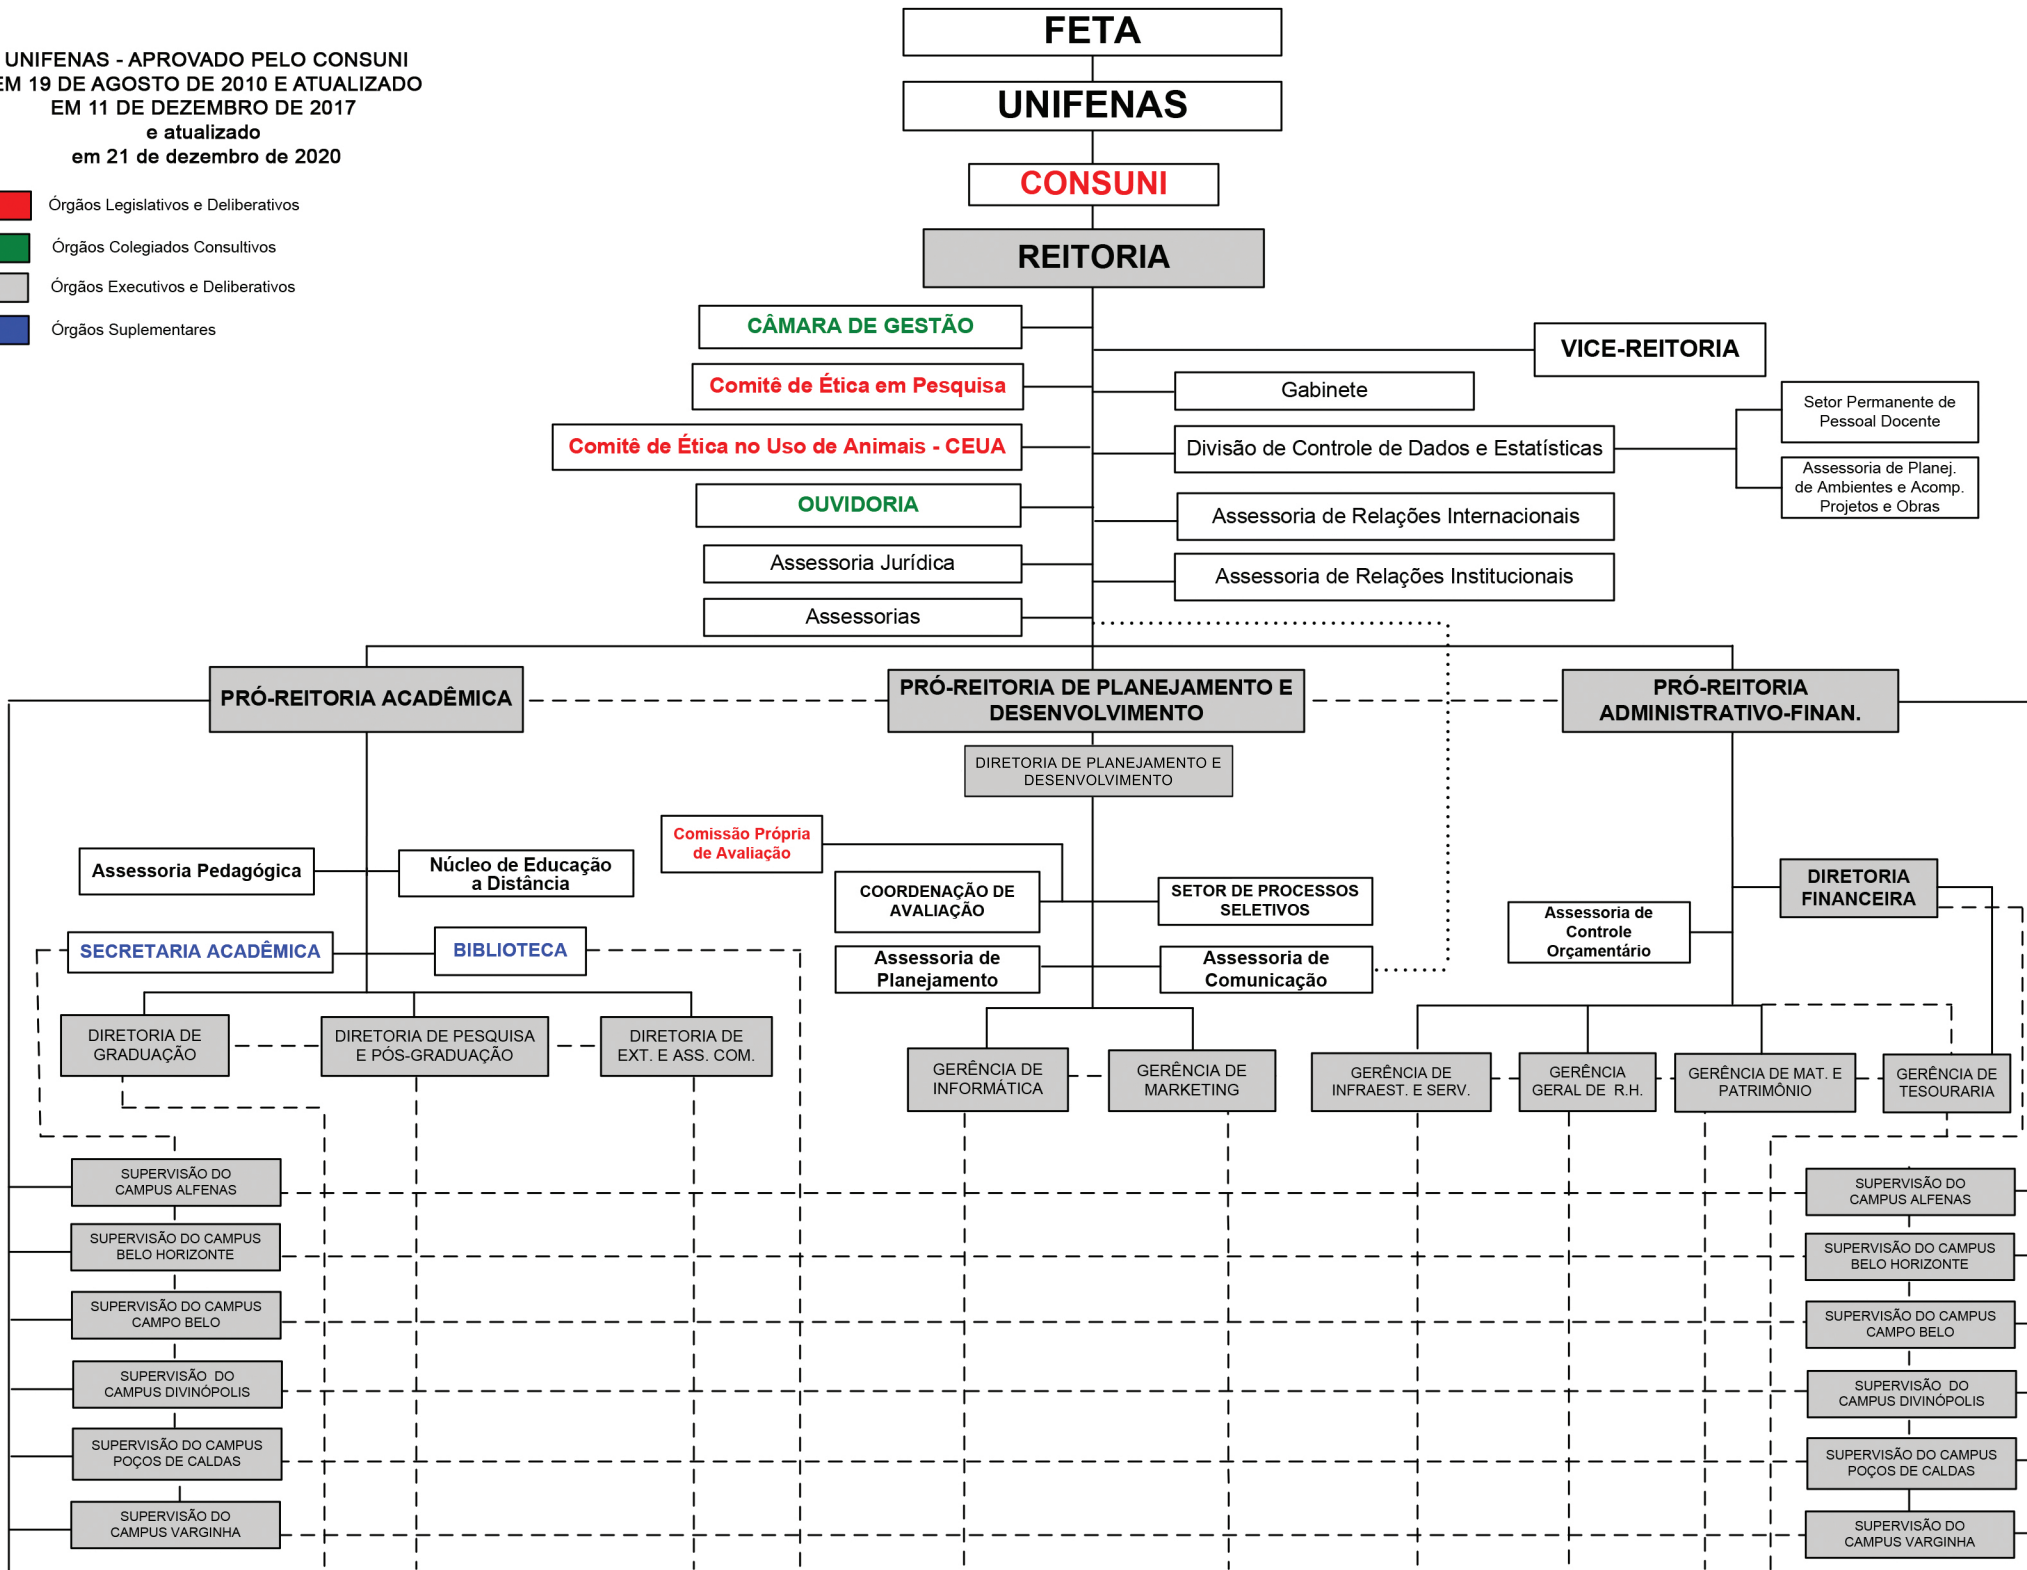 FETA
UNIFENAS
CONSUNI
REITORIA
UNIFENAS - APROVADO PELO CONSUNI
EM 19 DE AGOSTO DE 2010 E ATUALIZADO
EM 11 DE DEZEMBRO DE 2017
e atualizado
em 21 de dezembro de 2020
Órgãos Legislativos e Deliberativos
Órgãos Colegiados Consultivos
Órgãos Executivos e Deliberativos
Órgãos Suplementares
CÂMARA DE GESTÃO
Comitê de Ética em Pesquisa
Comitê de Ética no Uso de Animais - CEUA
OUVIDORIA
Assessoria Jurídica
Assessorias
VICE-REITORIA
Gabinete
Divisão de Controle de Dados e Estatísticas
Assessoria de Relações Internacionais
Assessoria de Relações Institucionais
Setor Permanente de
Pessoal Docente
Assessoria de Planej.
de Ambientes e Acomp.
Projetos e Obras
PRÓ-REITORIA ACADÊMICA
PRÓ-REITORIA DE PLANEJAMENTO E
DESENVOLVIMENTO
PRÓ-REITORIA
ADMINISTRATIVO-FINAN.
DIRETORIA DE PLANEJAMENTO E
DESENVOLVIMENTO
Assessoria Pedagógica
Núcleo de Educação
a Distância
SECRETARIA ACADÊMICA
BIBLIOTECA
Comissão Própria
de Avaliação
COORDENAÇÃO DE
AVALIAÇÃO
SETOR DE PROCESSOS
SELETIVOS
Assessoria de
Planejamento
Assessoria de
Comunicação
DIRETORIA
FINANCEIRA
Assessoria de
Controle
Orçamentário
DIRETORIA DE
GRADUAÇÃO
DIRETORIA DE PESQUISA
E PÓS-GRADUAÇÃO
DIRETORIA DE
EXT. E ASS. COM.
GERÊNCIA DE
INFORMÁTICA
GERÊNCIA DE
MARKETING
GERÊNCIA DE
INFRAEST. E SERV.
GERÊNCIA
GERAL DE R.H.
GERÊNCIA DE MAT. E
PATRIMÔNIO
GERÊNCIA DE
TESOURARIA
SUPERVISÃO DO
CAMPUS ALFENAS
SUPERVISÃO DO CAMPUS
BELO HORIZONTE
SUPERVISÃO DO CAMPUS
CAMPO BELO
SUPERVISÃO DO
CAMPUS DIVINÓPOLIS
SUPERVISÃO DO CAMPUS
POÇOS DE CALDAS
SUPERVISÃO DO
CAMPUS VARGINHA
SUPERVISÃO DO
CAMPUS ALFENAS
SUPERVISÃO DO CAMPUS
BELO HORIZONTE
SUPERVISÃO DO CAMPUS
CAMPO BELO
SUPERVISÃO DO
CAMPUS DIVINÓPOLIS
SUPERVISÃO DO CAMPUS
POÇOS DE CALDAS
SUPERVISÃO DO
CAMPUS VARGINHA